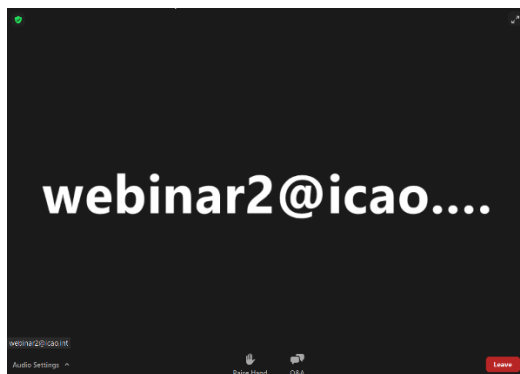 webinar2@icao....
webinar2@icao.int
Audio Settings
Raise Hand
Q&A
Leave